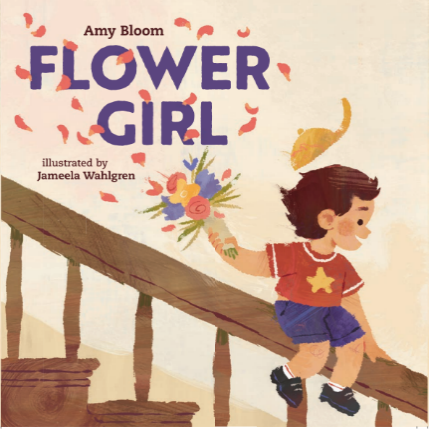 Amy Bloom
FLOWER
GIRL
illustrated by
Jameela Wahlgren